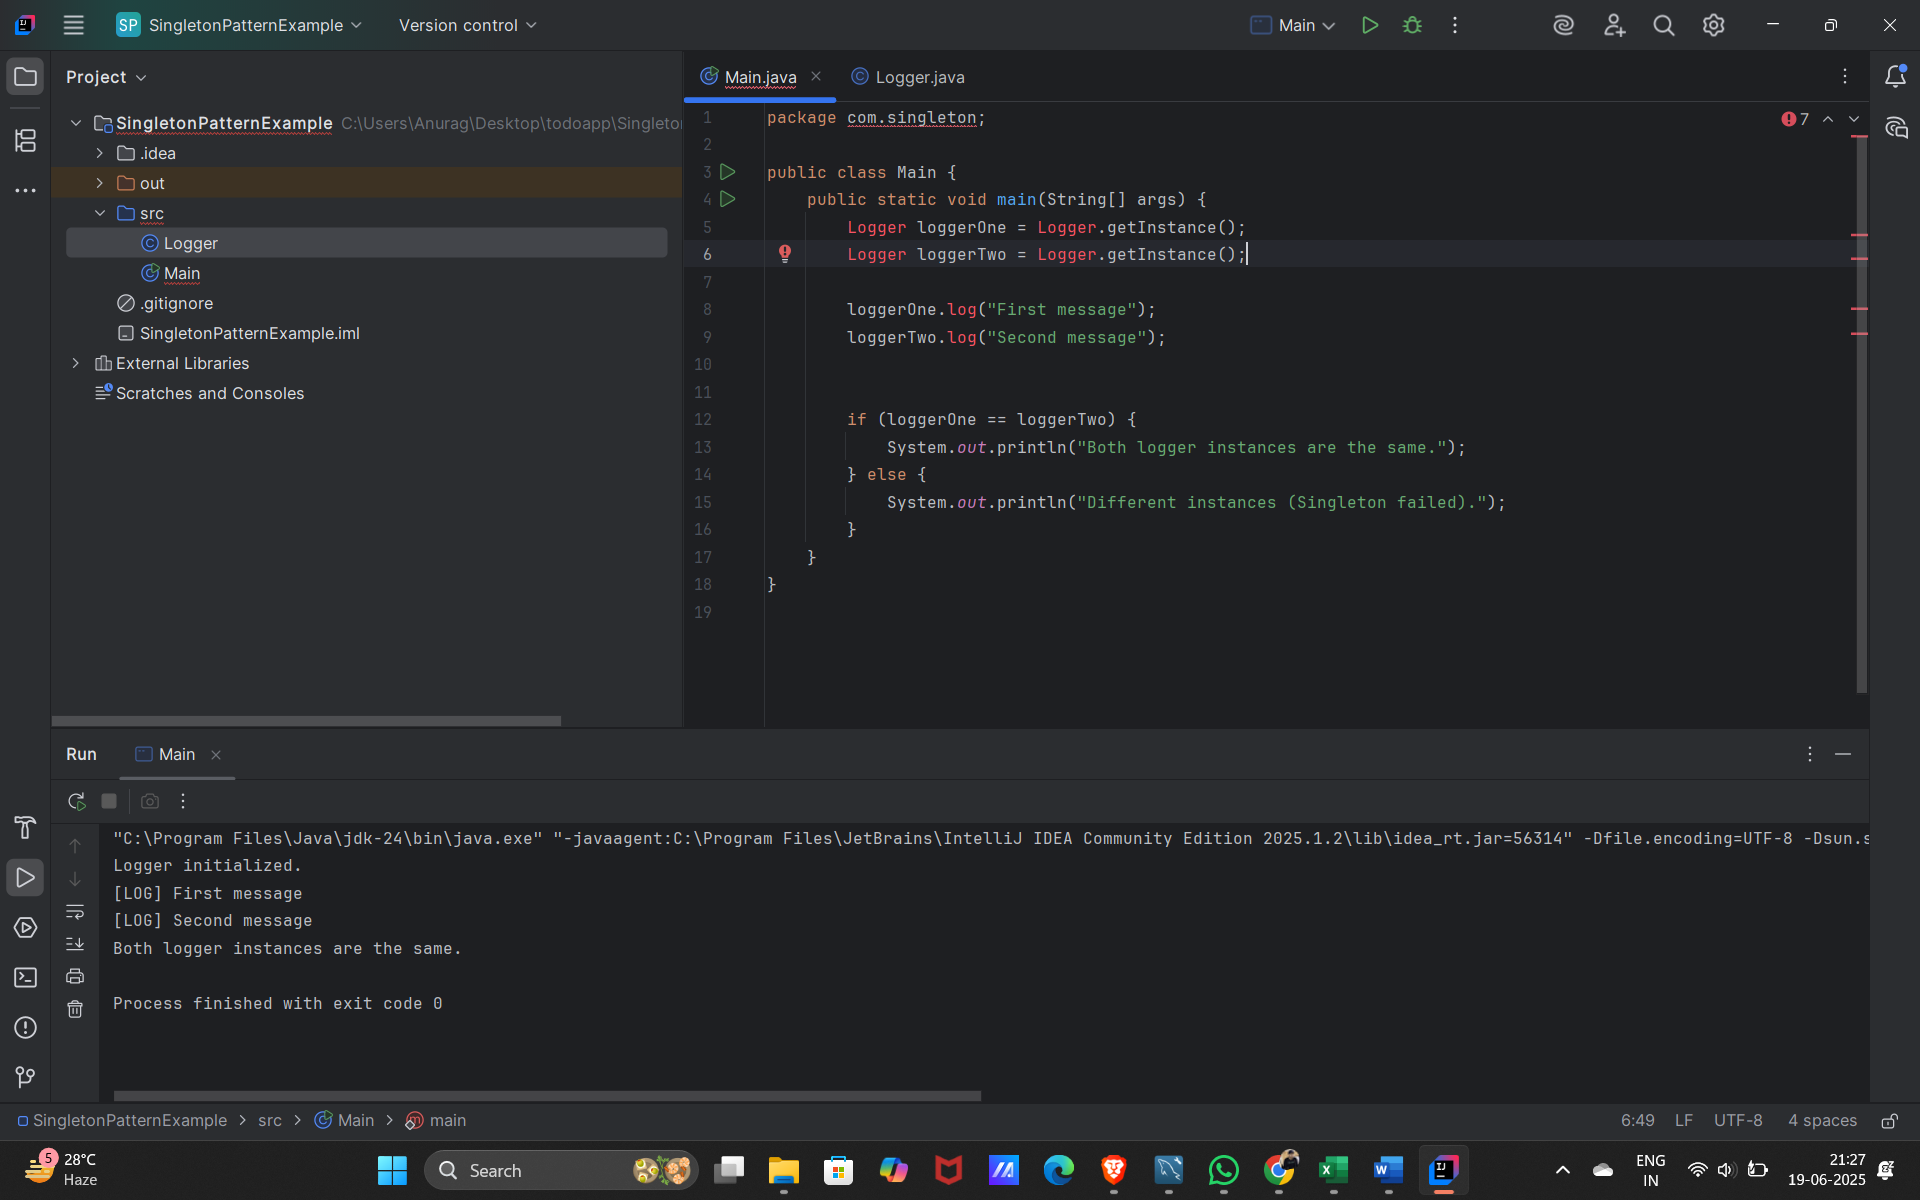 SP SingletonPatternExample Version control Main
Project
Main.java Logger.java
SingletonPatternExample C:\Users\Anurag\Desktop\todoapp\Singleto
.idea
out
src
Logger
Main
.gitignore
SingletonPatternExample.iml
External Libraries
Scratches and Consoles
7
1 package com.singleton;
2
3 public class Main {
4 public static void main(String[] args) {
5 Logger loggerOne = Logger.getInstance();
6 Logger loggerTwo = Logger.getInstance();
7
8 loggerOne.log("First message");
9 loggerTwo.log("Second message");
10
11
12 if (loggerOne == loggerTwo) {
13 System.out.println("Both logger instances are the same.");
14 } else {
15 System.out.println("Different instances (Singleton failed).");
16 }
17 }
18 }
19
Run Main
"C:\Program Files\Java\jdk-24\bin\java.exe" "-javaagent:C:\Program Files\JetBrains\IntelliJ IDEA Community Edition 2025.1.2\lib\idea_rt.jar=56314" -Dfile.encoding=UTF-8 -Dsun.s
Logger initialized.
[LOG] First message
[LOG] Second message
Both logger instances are the same.
Process finished with exit code 0
SingletonPatternExample > src > Main > main
6:49 LF UTF-8 4 spaces
5
28°C
Haze
Search
ENG
IN
21:27
19-06-2025